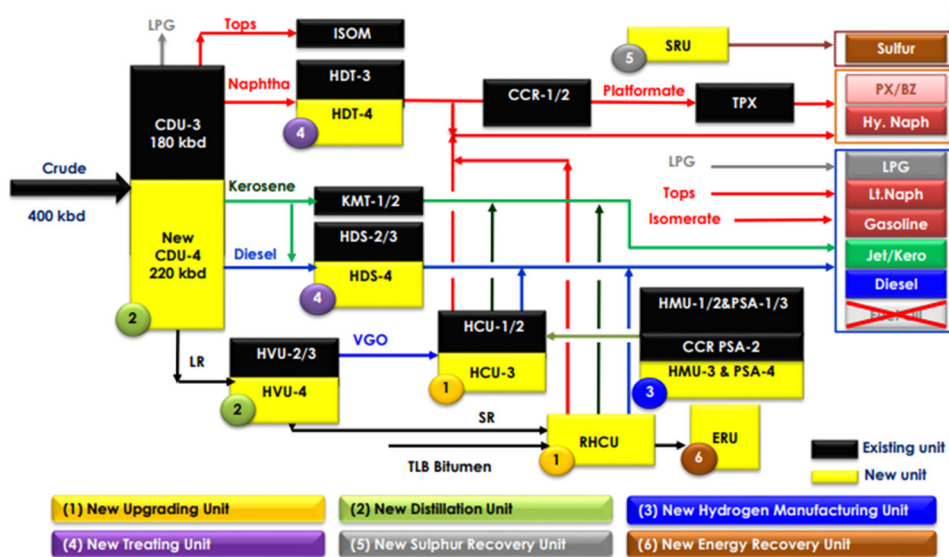 LPG
Tops
ISOM
SRU
5
Sulfur
Naphtha
HDT-3
HDT-4
4
CCR-1/2
Platformate
TPX
PX/BZ
Hy. Naph
CDU-3
180 kbd
Crude
400 kbd
New
CDU-4
220 kbd
2
Kerosene
KMT-1/2
Diesel
HDS-2/3
HDS-4
4
LPG
Tops
Isomerate
LPG
Lt.Naph
Gasoline
Jet/Kero
Diesel
LR
HVU-2/3
HVU-4
2
VGO
HCU-1/2
HCU-3
1
HMU-1/2&PSA-1/3
CCR PSA-2
HMU-3 & PSA-4
3
SR
TLB Bitumen
RHCU
1
ERU
6
Existing unit
New unit
(1) New Upgrading Unit
(2) New Distillation Unit
(3) New Hydrogen Manufacturing Unit
(4) New Treating Unit
(5) New Sulphur Recovery Unit
(6) New Energy Recovery Unit